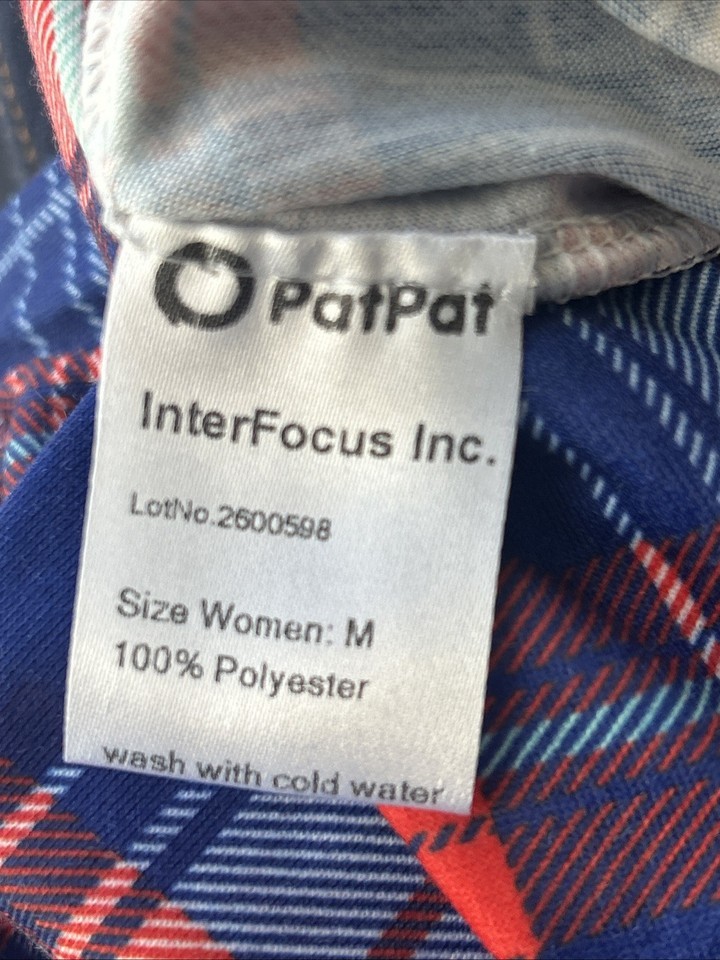 PatPat
InterFocus Inc.
LotNo.2600598
Size Women: M
100% Polyester
wash with cold water